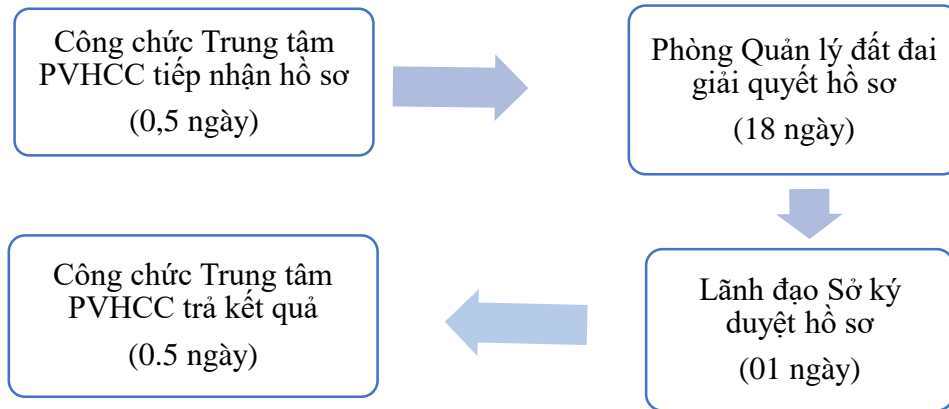 Công chức Trung tâm
PVHCC tiếp nhận hồ sơ
(0,5 ngày)
Phòng Quản lý đất đai
giải quyết hồ sơ
(18 ngày)
Lãnh đạo Sở ký
duyệt hồ sơ
(01 ngày)
Công chức Trung tâm
PVHCC trả kết quả
(0.5 ngày)